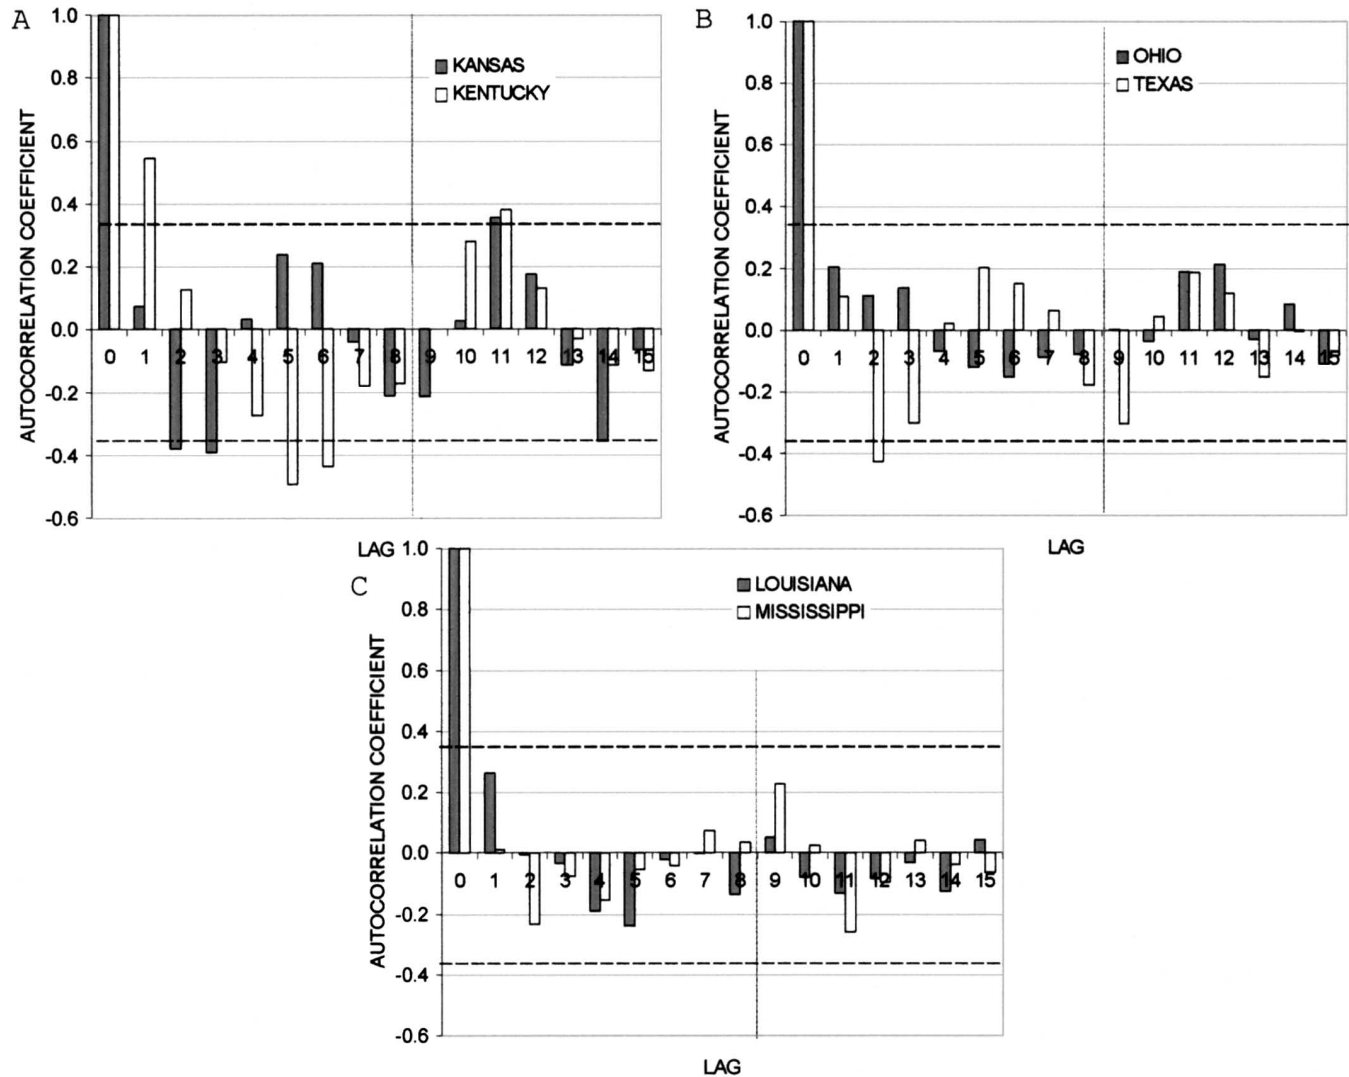 A
AUTOCORRELATION COEFFICIENT
1.0
0.8
0.6
0.4
0.2
0.0
-0.2
-0.4
-0.6
KANSAS
KENTUCKY
0 1 2 3 4 5 6 7 8 9 10 11 12 13 14 15
LAG
B
AUTOCORRELATION COEFFICIENT
1.0
0.8
0.6
0.4
0.2
0.0
-0.2
-0.4
-0.6
OHIO
TEXAS
0 1 2 3 4 5 6 7 8 9 10 11 12 13 14 15
LAG
C
AUTOCORRELATION COEFFICIENT
1.0
0.8
0.6
0.4
0.2
0.0
-0.2
-0.4
-0.6
LOUISIANA
MISSISSIPPI
0 1 2 3 4 5 6 7 8 9 10 11 12 13 14 15
LAG